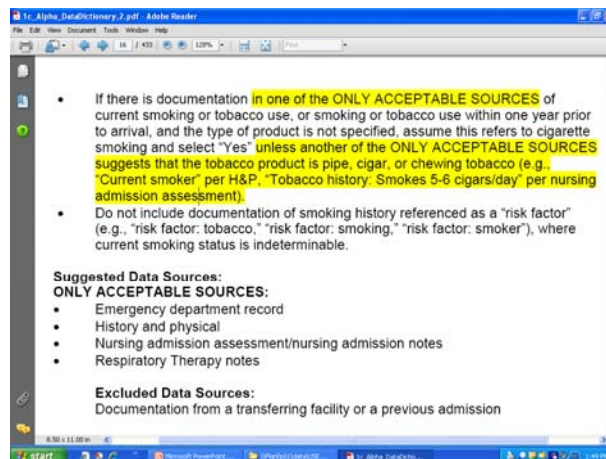 1c_Alpha_DataDictionary,2.pdf - Adobe Reader
File Edit View Document Tools Window Help
16 / 433 128% Find
• If there is documentation in one of the ONLY ACCEPTABLE SOURCES of
current smoking or tobacco use, or smoking or tobacco use within one year prior
to arrival, and the type of product is not specified, assume this refers to cigarette
smoking and select “Yes” unless another of the ONLY ACCEPTABLE SOURCES
suggests that the tobacco product is pipe, cigar, or chewing tobacco (e.g.,
“Current smoker” per H&P, “Tobacco history: Smokes 5-6 cigars/day” per nursing
admission assessment).
• Do not include documentation of smoking history referenced as a “risk factor”
(e.g., “risk factor: tobacco,” “risk factor: smoking,” “risk factor: smoker”), where
current smoking status is indeterminable.
Suggested Data Sources:
ONLY ACCEPTABLE SOURCES:
• Emergency department record
• History and physical
• Nursing admission assessment/nursing admission notes
• Respiratory Therapy notes
Excluded Data Sources:
Documentation from a transferring facility or a previous admission
8.50 x 11.00 in
start Microsoft PowerPoint ... 1c_Alpha_DataDictio... 1:49 PM